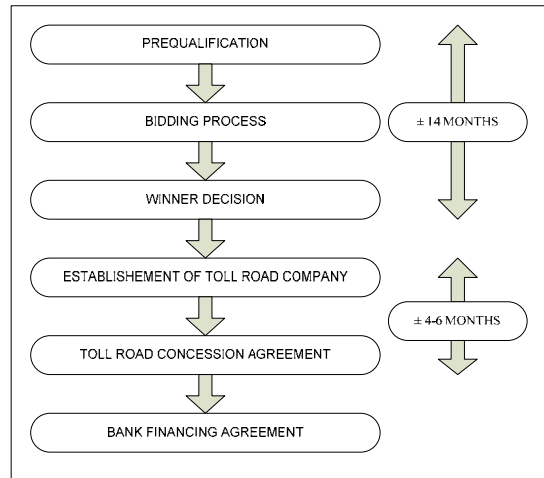 PREQUALIFICATION
BIDDING PROCESS
± 14 MONTHS
WINNER DECISION
ESTABLISHEMENT OF TOLL ROAD COMPANY
± 4-6 MONTHS
TOLL ROAD CONCESSION AGREEMENT
BANK FINANCING AGREEMENT